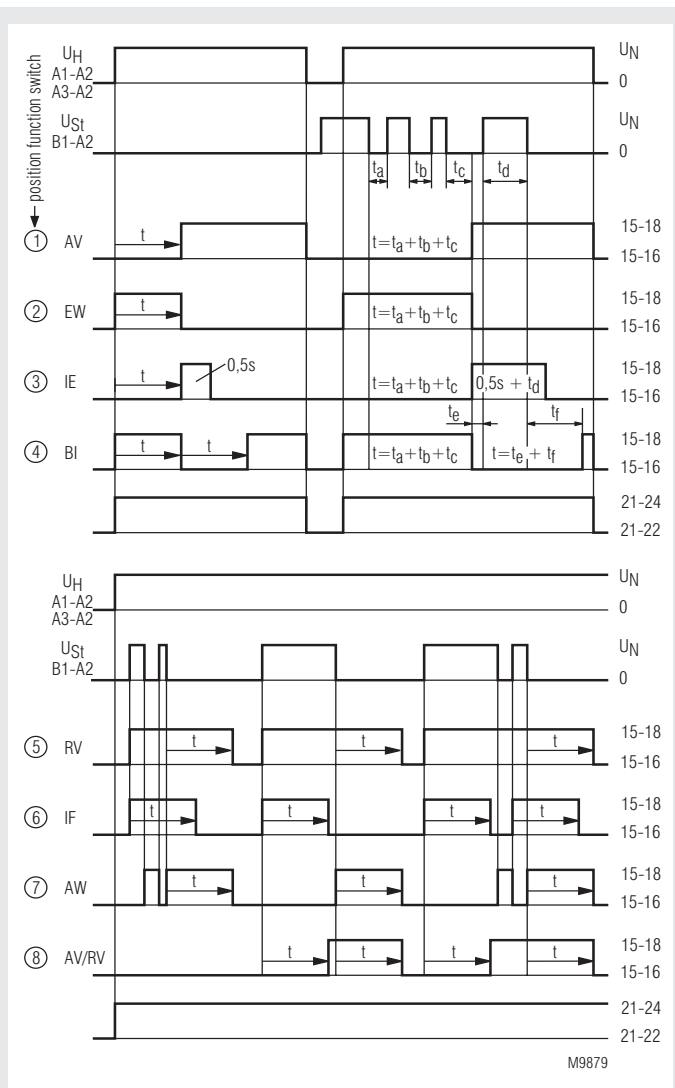 position function switch
UH
A1-A2
A3-A2
UN
0
USt
B1-A2
UN
0
ta tb tc td
① AV t t=ta+tb+tc 15-18
15-16
② EW t t=ta+tb+tc 15-18
15-16
③ IE t 0,5s t=ta+tb+tc 0,5s + td 15-18
15-16
te tf
④ BI t t t=ta+tb+tc t=te + tf 15-18
15-16
21-24
21-22
UH
A1-A2
A3-A2
UN
0
USt
B1-A2
UN
0
⑤ RV t t t 15-18
15-16
⑥ IF t t t t 15-18
15-16
⑦ AW t t t 15-18
15-16
⑧ AV/RV t t t t 15-18
15-16
21-24
21-22
M9879